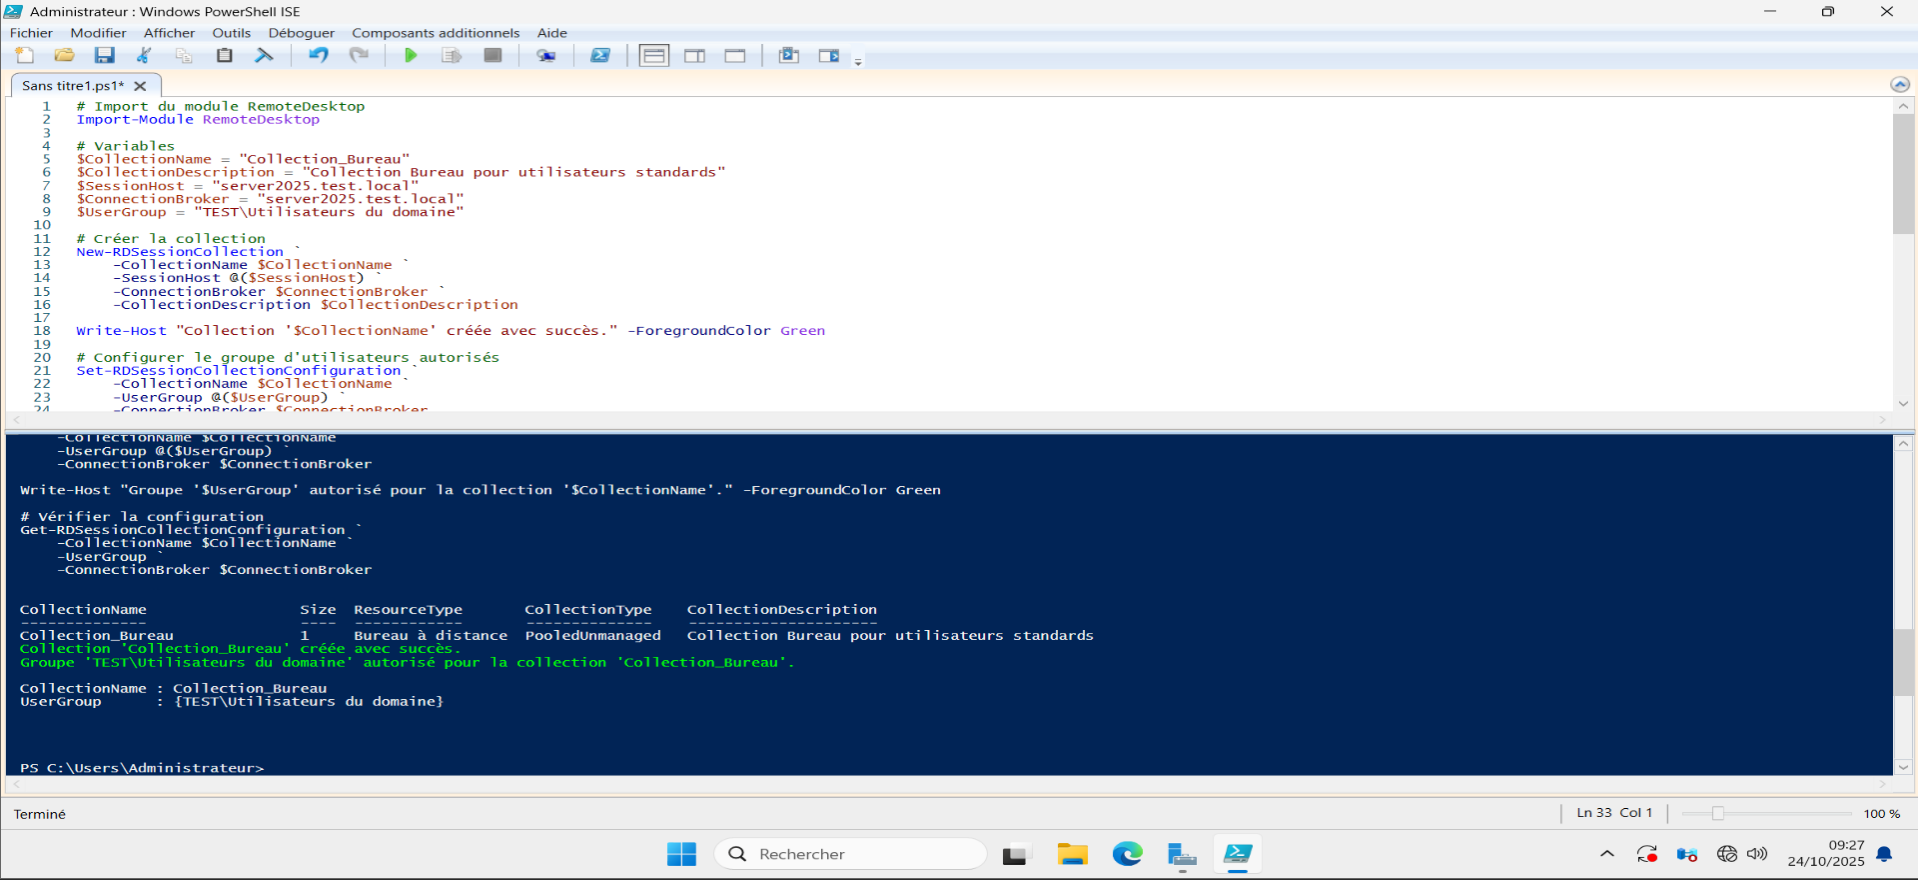 Administrateur : Windows PowerShell ISE
Fichier Modifier Afficher Outils Déboguer Composants additionnels Aide
Sans titre1.ps1*
1 # Import du module RemoteDesktop
2 Import-Module RemoteDesktop
3
4 # Variables
5 $CollectionName = "Collection_Bureau"
6 $CollectionDescription = "Collection Bureau pour utilisateurs standards"
7 $SessionHost = "server2025.test.local"
8 $ConnectionBroker = "server2025.test.local"
9 $UserGroup = "TEST\Utilisateurs du domaine"
10
11 # Créer la collection
12 New-RDSessionCollection `
13 -CollectionName $CollectionName `
14 -SessionHost @($SessionHost) `
15 -ConnectionBroker $ConnectionBroker `
16 -CollectionDescription $CollectionDescription
17
18 Write-Host "Collection '$CollectionName' créée avec succès." -ForegroundColor Green
19
20 # Configurer le groupe d'utilisateurs autorisés
21 Set-RDSessionCollectionConfiguration `
22 -CollectionName $CollectionName `
23 -UserGroup @($UserGroup) `
24 -ConnectionBroker $ConnectionBroker
-CollectionName $CollectionName
-UserGroup @($UserGroup) `
-ConnectionBroker $ConnectionBroker
Write-Host "Groupe '$UserGroup' autorisé pour la collection '$CollectionName'." -ForegroundColor Green
# Vérifier la configuration
Get-RDSessionCollectionConfiguration `
-CollectionName $CollectionName `
-UserGroup `
-ConnectionBroker $ConnectionBroker
CollectionName Size ResourceType CollectionType CollectionDescription
-------------- ---- ------------ -------------- ---------------------
Collection_Bureau 1 Bureau à distance PooledUnmanaged Collection Bureau pour utilisateurs standards
Collection 'Collection_Bureau' créée avec succès.
Groupe 'TEST\Utilisateurs du domaine' autorisé pour la collection 'Collection_Bureau'.
CollectionName : Collection_Bureau
UserGroup : {TEST\Utilisateurs du domaine}
PS C:\Users\Administrateur>
Terminé Ln 33 Col 1 100 %
Rechercher
09:27
24/10/2025